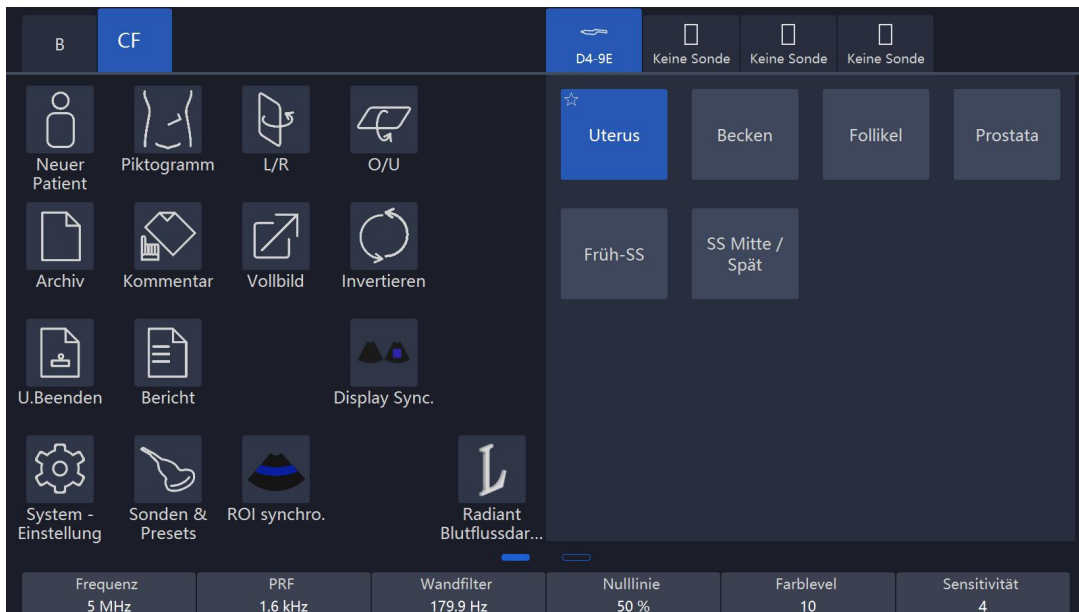 B
CF
D4-9E
Keine Sonde
Keine Sonde
Keine Sonde
Neuer
Patient
Piktogramm
L/R
O/U
Archiv
Kommentar
Vollbild
Invertieren
U.Beenden
Bericht
Display Sync.
System -
Einstellung
Sonden &
Presets
ROI synchro.
L
Radiant
Blutflussdar...
Uterus
Becken
Follikel
Prostata
Früh-SS
SS Mitte /
Spät
Frequenz
5 MHz
PRF
1.6 kHz
Wandfilter
179.9 Hz
Nulllinie
50 %
Farblevel
10
Sensitivität
4